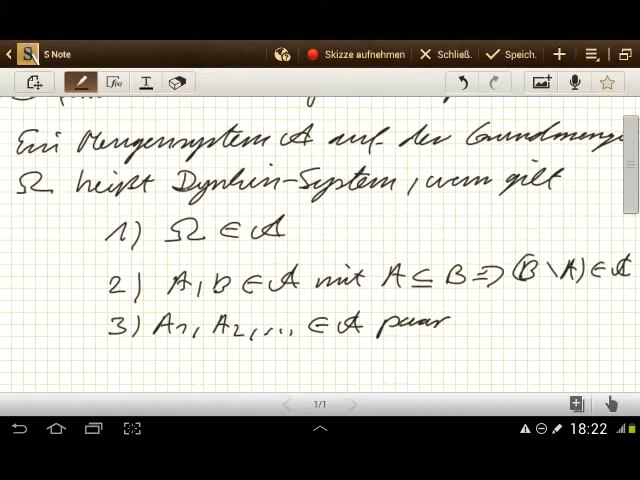 S Note
Skizze aufnehmen
Schließ.
Speich.
f(x)
T
Ein Mengensystem 𝒜 auf der Grundmenge
Ω heißt Dynkin-System, wenn gilt
1) Ω ∈ 𝒜
2) A, B ∈ 𝒜 mit A ⊆ B ⇒ (B \ A) ∈ 𝒜
3) A₁, A₂, ... ∈ 𝒜 paar
1/1
18:22